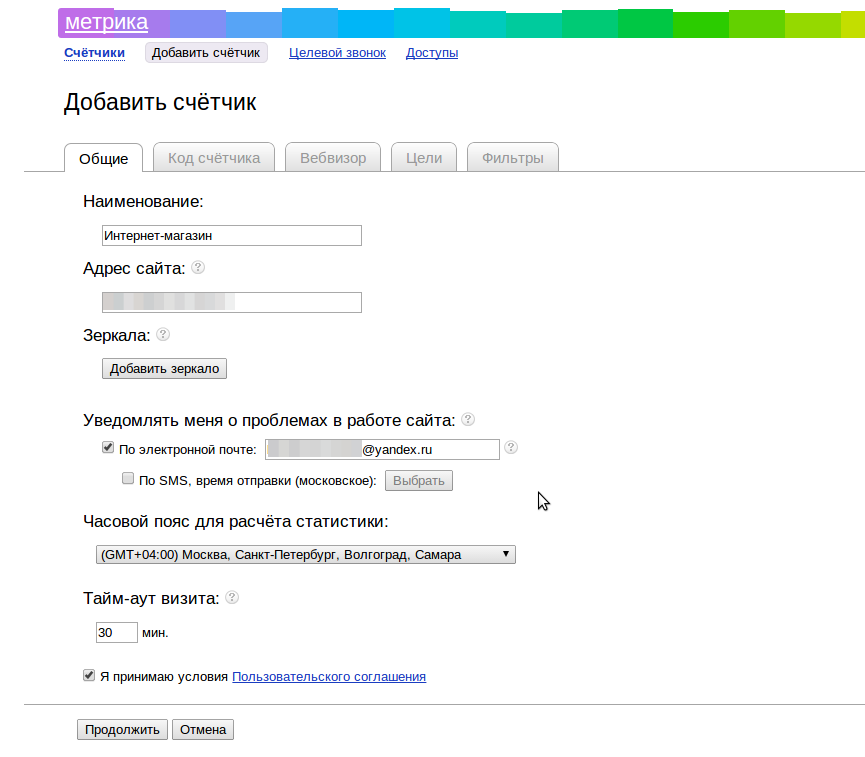 метрика
Счётчики Добавить счётчик Целевой звонок Доступы
Добавить счётчик
Общие Код счётчика Вебвизор Цели Фильтры
Наименование:
Интернет-магазин
Адрес сайта: ?
Зеркала: ?
Добавить зеркало
Уведомлять меня о проблемах в работе сайта: ?
По электронной почте: @yandex.ru ?
По SMS, время отправки (московское): Выбрать
Часовой пояс для расчёта статистики:
(GMT+04:00) Москва, Санкт-Петербург, Волгоград, Самара
Тайм-аут визита: ?
30 мин.
Я принимаю условия Пользовательского соглашения
Продолжить Отмена